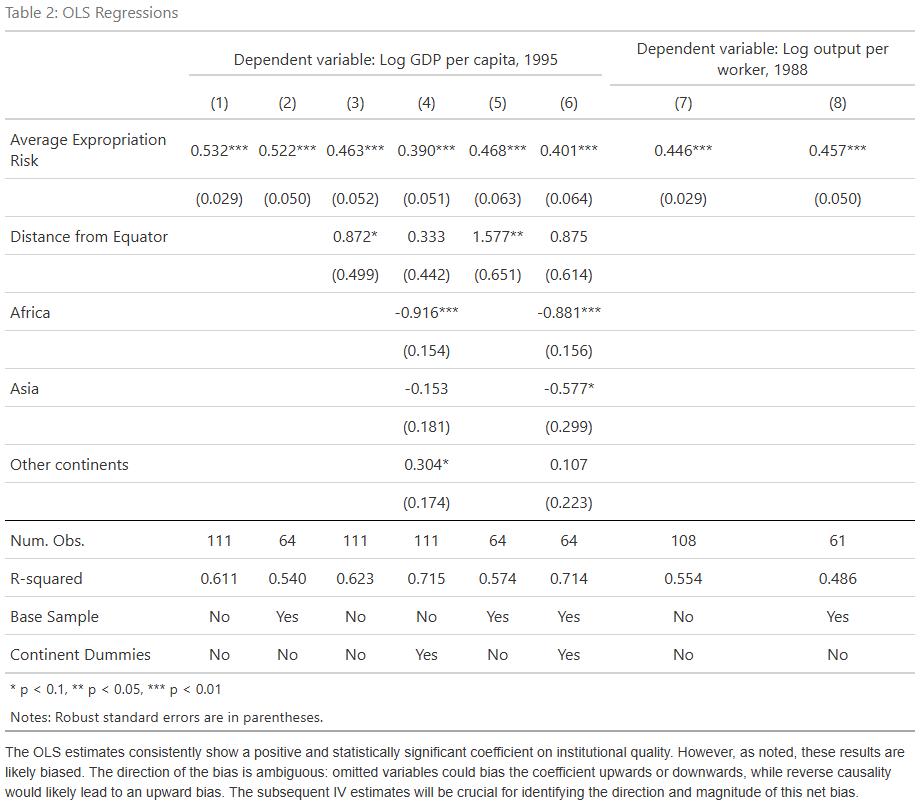 Table 2: OLS Regressions
Dependent variable: Log GDP per capita, 1995
Dependent variable: Log output per
worker, 1988
(1) (2) (3) (4) (5) (6) (7) (8)
Average Expropriation
Risk
0.532*** 0.522*** 0.463*** 0.390*** 0.468*** 0.401*** 0.446*** 0.457***
(0.029) (0.050) (0.052) (0.051) (0.063) (0.064) (0.029) (0.050)
Distance from Equator 0.872* 0.333 1.577** 0.875
(0.499) (0.442) (0.651) (0.614)
Africa -0.916*** -0.881***
(0.154) (0.156)
Asia -0.153 -0.577*
(0.181) (0.299)
Other continents 0.304* 0.107
(0.174) (0.223)
Num. Obs. 111 64 111 111 64 64 108 61
R-squared 0.611 0.540 0.623 0.715 0.574 0.714 0.554 0.486
Base Sample No Yes No No Yes Yes No Yes
Continent Dummies No No No Yes No Yes No No
* p < 0.1, ** p < 0.05, *** p < 0.01
Notes: Robust standard errors are in parentheses.
The OLS estimates consistently show a positive and statistically significant coefficient on institutional quality. However, as noted, these results are
likely biased. The direction of the bias is ambiguous: omitted variables could bias the coefficient upwards or downwards, while reverse causality
would likely lead to an upward bias. The subsequent IV estimates will be crucial for identifying the direction and magnitude of this net bias.